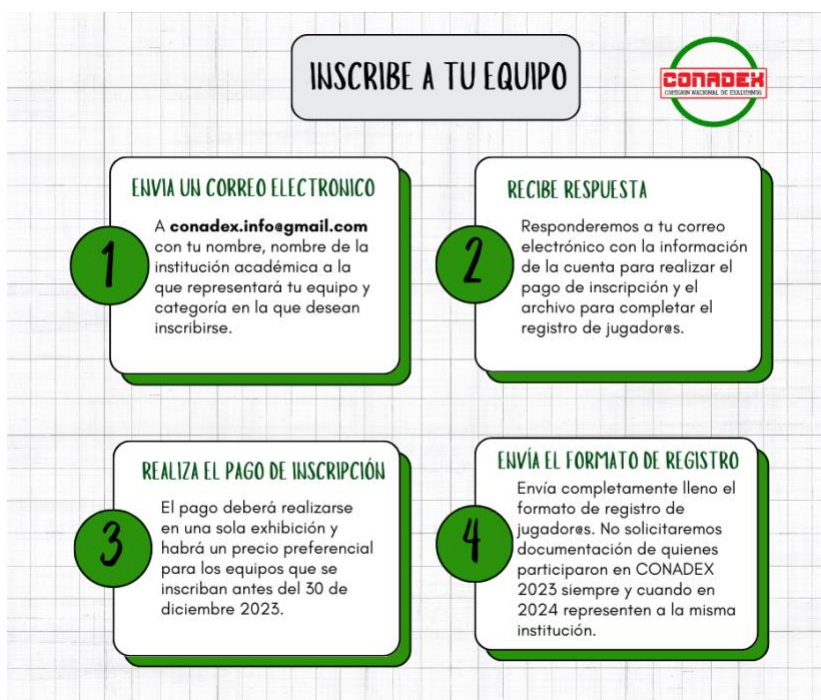 INSCRIBE A TU EQUIPO
CONADEX
COMISION NACIONAL DE EXALUMNOS
ENVIA UN CORREO ELECTRONICO
1
A conadex.info@gmail.com
con tu nombre, nombre de la
institución académica a la
que representará tu equipo y
categoría en la que desean
inscribirse.
RECIBE RESPUESTA
2
Responderemos a tu correo
electrónico con la información
de la cuenta para realizar el
pago de inscripción y el
archivo para completar el
registro de jugador@s.
REALIZA EL PAGO DE INSCRIPCIÓN
3
El pago deberá realizarse
en una sola exhibición y
habrá un precio preferencial
para los equipos que se
inscriban antes del 30 de
diciembre 2023.
ENVÍA EL FORMATO DE REGISTRO
4
Envía completamente lleno el
formato de registro de
jugador@s. No solicitaremos
documentación de quienes
participaron en CONADEX
2023 siempre y cuando en
2024 representen a la misma
institución.